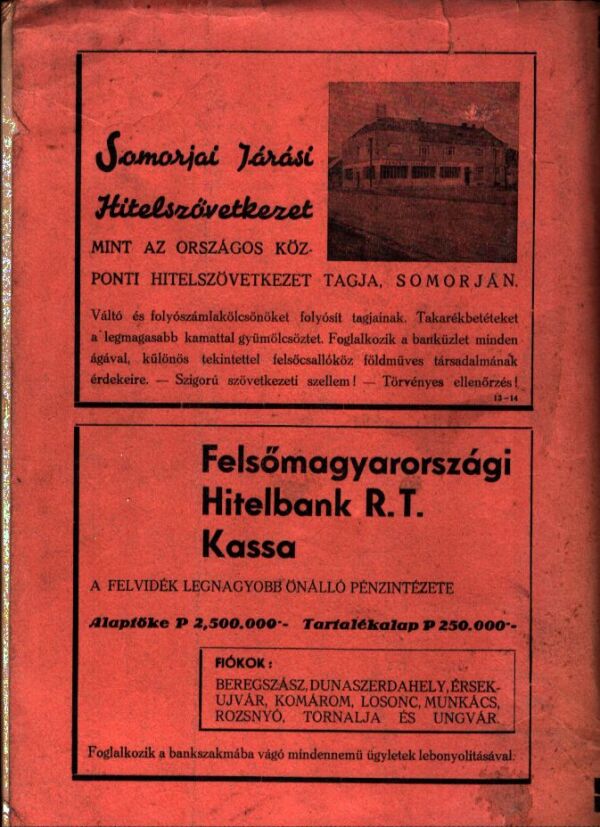 Somorjai Járási
Hitelszövetkezet
MINT AZ ORSZÁGOS KÖZ-
PONTI HITELSZÖVETKEZET TAGJA, SOMORJÁN.
Váltó és folyószámlakölcsönöket folyósít tagjainak. Takarékbetéteket
a legmagasabb kamattal gyümölcsöztet. Foglalkozik a banküzlet minden
ágával, különös tekintettel felsőcsallóköz földműves társadalmának
érdekeire. — Szigorú szövetkezeti szellem! — Törvényes ellenőrzés!
13-14
Felsőmagyarországi
Hitelbank R.T.
Kassa
A FELVIDÉK LEGNAGYOBB ÖNÁLLÓ PÉNZINTÉZETE
Alaptőke P 2,500.000·- Tartalékalap P 250.000·-
FIÓKOK:
BEREGSZÁSZ, DUNASZERDAHELY, ÉRSEK-
UJVÁR, KOMÁROM, LOSONC, MUNKÁCS,
ROZSNYÓ, TORNALJA ÉS UNGVÁR.
Foglalkozik a bankszakmába vágó mindennemü ügyletek lebonyolitásával.